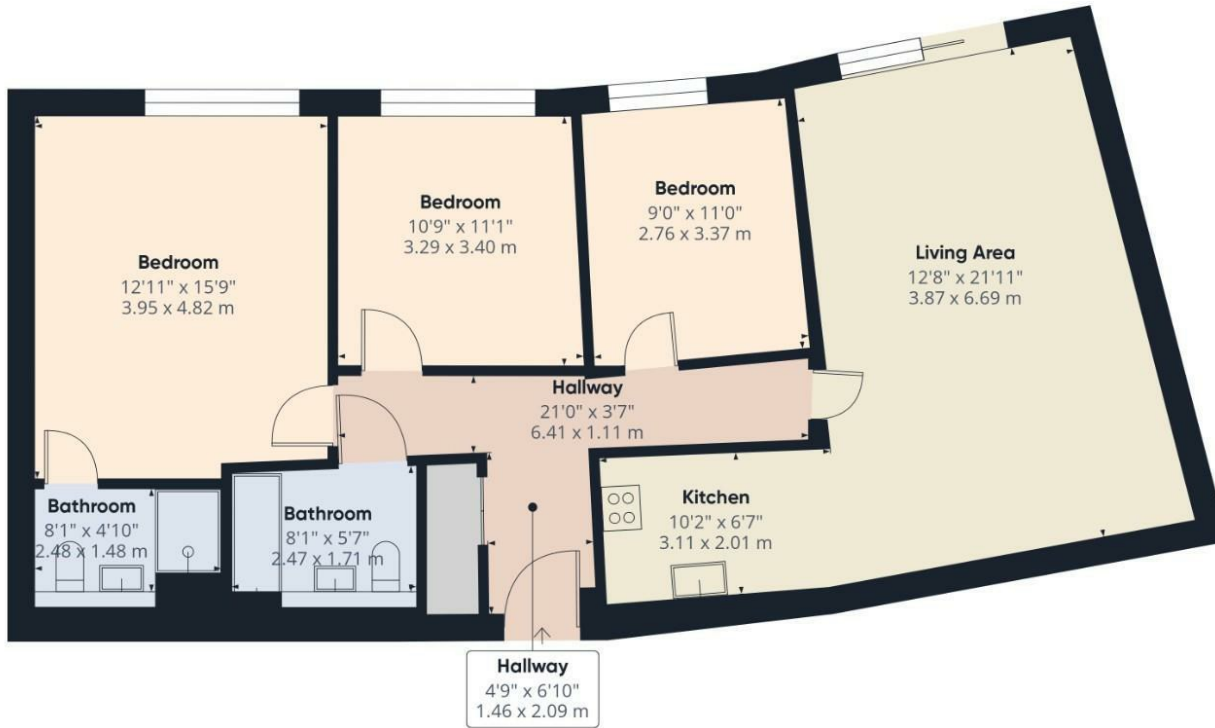 Bedroom
12'11" x 15'9"
3.95 x 4.82 m
Bedroom
10'9" x 11'1"
3.29 x 3.40 m
Bedroom
9'0" x 11'0"
2.76 x 3.37 m
Living Area
12'8" x 21'11"
3.87 x 6.69 m
Hallway
21'0" x 3'7"
6.41 x 1.11 m
Bathroom
8'1" x 4'10"
2.48 x 1.48 m
Bathroom
8'1" x 5'7"
2.47 x 1.71 m
Kitchen
10'2" x 6'7"
3.11 x 2.01 m
Hallway
4'9" x 6'10"
1.46 x 2.09 m